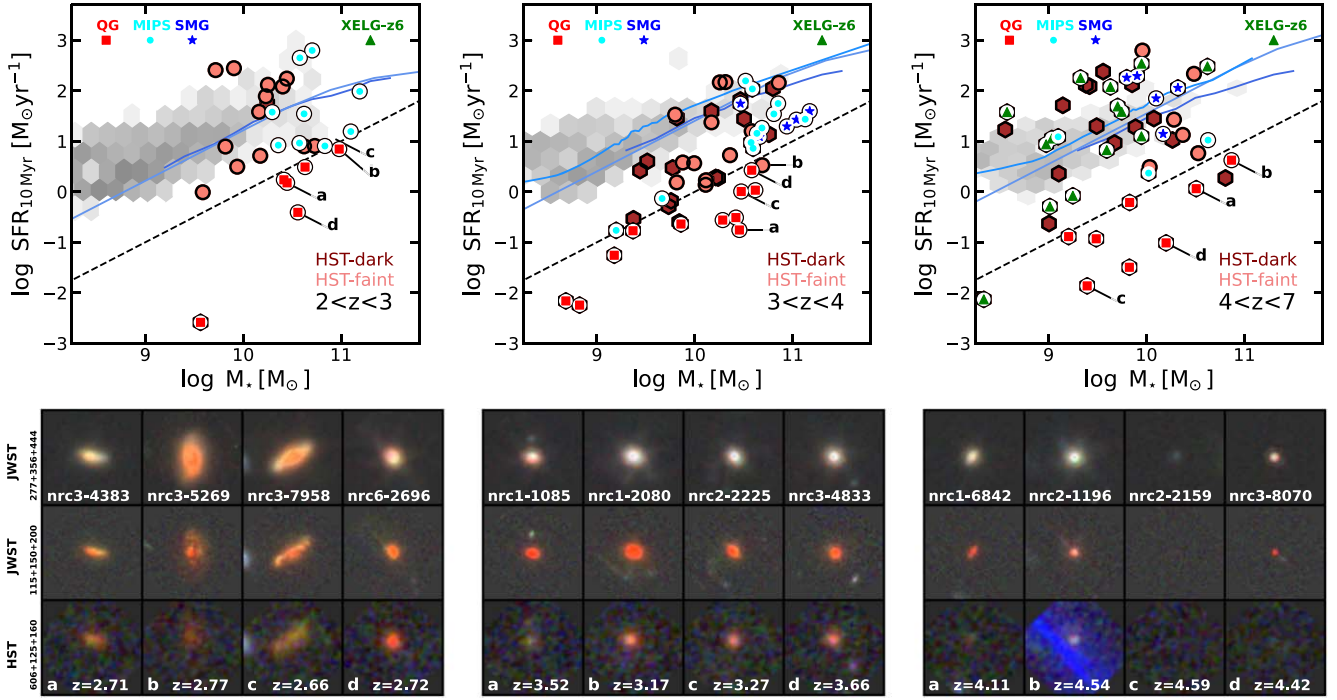 QG MIPS SMG XELG-z6
3
2
1
0
−1
−2
−3
9 10 11
log SFR10 Myr [M⊙yr−1]
log M⋆ [M⊙]
a
b
c
d
HST-dark
HST-faint
2<z<3
QG MIPS SMG XELG-z6
3
2
1
0
−1
−2
−3
9 10 11
log SFR10 Myr [M⊙yr−1]
log M⋆ [M⊙]
b
d
c
a
HST-dark
HST-faint
3<z<4
QG MIPS SMG XELG-z6
3
2
1
0
−1
−2
−3
9 10 11
log SFR10 Myr [M⊙yr−1]
log M⋆ [M⊙]
b
a
d
c
HST-dark
HST-faint
4<z<7
JWST
277+356+444
nrc3-4383 nrc3-5269 nrc3-7958 nrc6-2696
nrc1-1085 nrc1-2080 nrc2-2225 nrc3-4833
nrc1-6842 nrc2-1196 nrc2-2159 nrc3-8070
JWST
115+150+200
HST
606+125+160
a z=2.71 b z=2.77 c z=2.66 d z=2.72
a z=3.52 b z=3.17 c z=3.27 d z=3.66
a z=4.11 b z=4.54 c z=4.59 d z=4.42